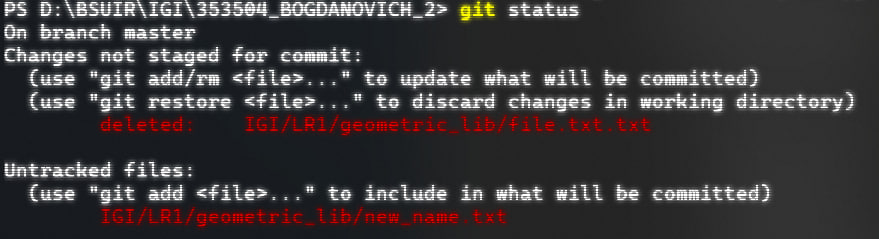 PS D:\BSUIR\IGI\353504_BOGDANOVICH_2> git status
On branch master
Changes not staged for commit:
  (use "git add/rm <file>..." to update what will be committed)
  (use "git restore <file>..." to discard changes in working directory)
        deleted:    IGI/LR1/geometric_lib/file.txt.txt

Untracked files:
  (use "git add <file>..." to include in what will be committed)
        IGI/LR1/geometric_lib/new_name.txt